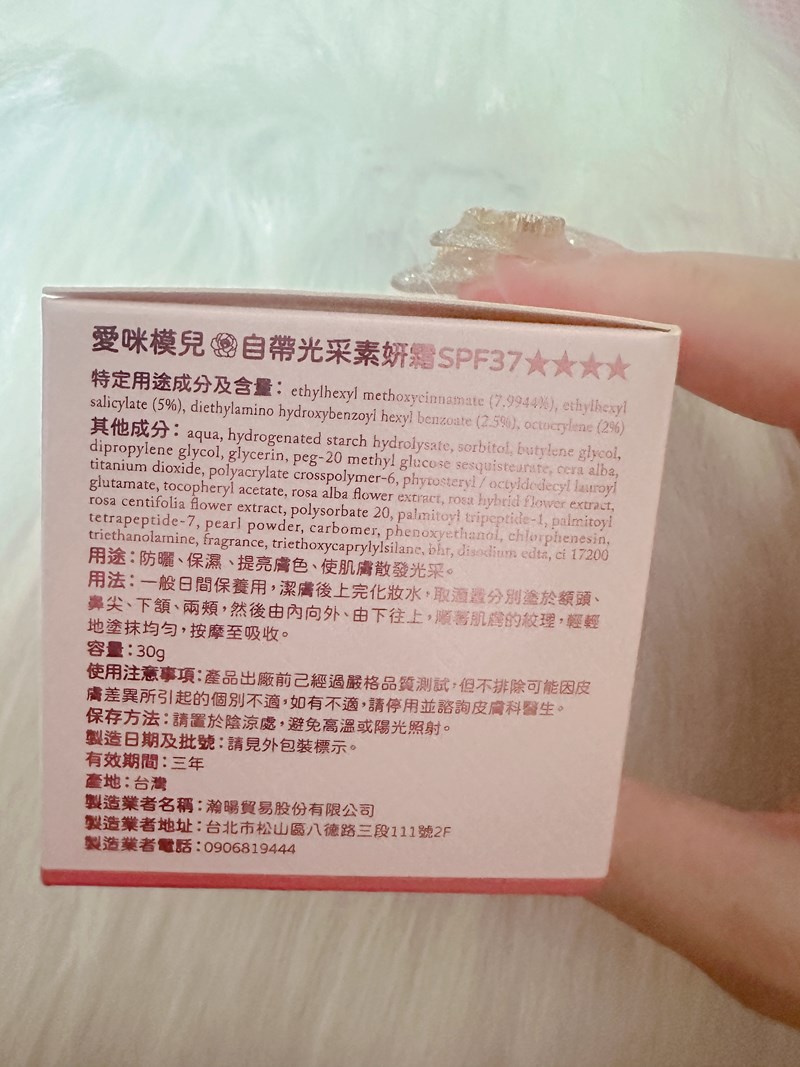 愛咪模兒 自帶光采素妍霜SPF37★★★★
特定用途成分及含量：ethylhexyl methoxycinnamate (7.9944%), ethylhexyl
salicylate (5%), diethylamino hydroxybenzoyl hexyl benzoate (2.5%), octocrylene (2%)
其他成分：aqua, hydrogenated starch hydrolysate, sorbitol, butylene glycol,
dipropylene glycol, glycerin, peg-20 methyl glucose sesquistearate, cera alba,
titanium dioxide, polyacrylate crosspolymer-6, phytosteryl / octyldodecyl lauroyl
glutamate, tocopheryl acetate, rosa alba flower extract, rosa hybrid flower extract,
rosa centifolia flower extract, polysorbate 20, palmitoyl tripeptide-1, palmitoyl
tetrapeptide-7, pearl powder, carbomer, phenoxyethanol, chlorphenesin,
triethanolamine, fragrance, triethoxycaprylylsilane, bht, disodium edta, ci 17200
用途：防曬、保濕、提亮膚色、使肌膚散發光采。
用法：一般日間保養用，潔膚後上完化妝水，取適量分別塗於額頭、
鼻尖、下頷、兩頰，然後由內向外、由下往上，順著肌膚的紋理，輕輕
地塗抹均勻，按摩至吸收。
容量：30g
使用注意事項：產品出廠前己經過嚴格品質測試，但不排除可能因皮
膚差異所引起的個別不適，如有不適，請停用並諮詢皮膚科醫生。
保存方法：請置於陰涼處，避免高溫或陽光照射。
製造日期及批號：請見外包裝標示。
有效期間：三年
產地：台灣
製造業者名稱：瀚暘貿易股份有限公司
製造業者地址：台北市松山區八德路三段111號2F
製造業者電話：0906819444